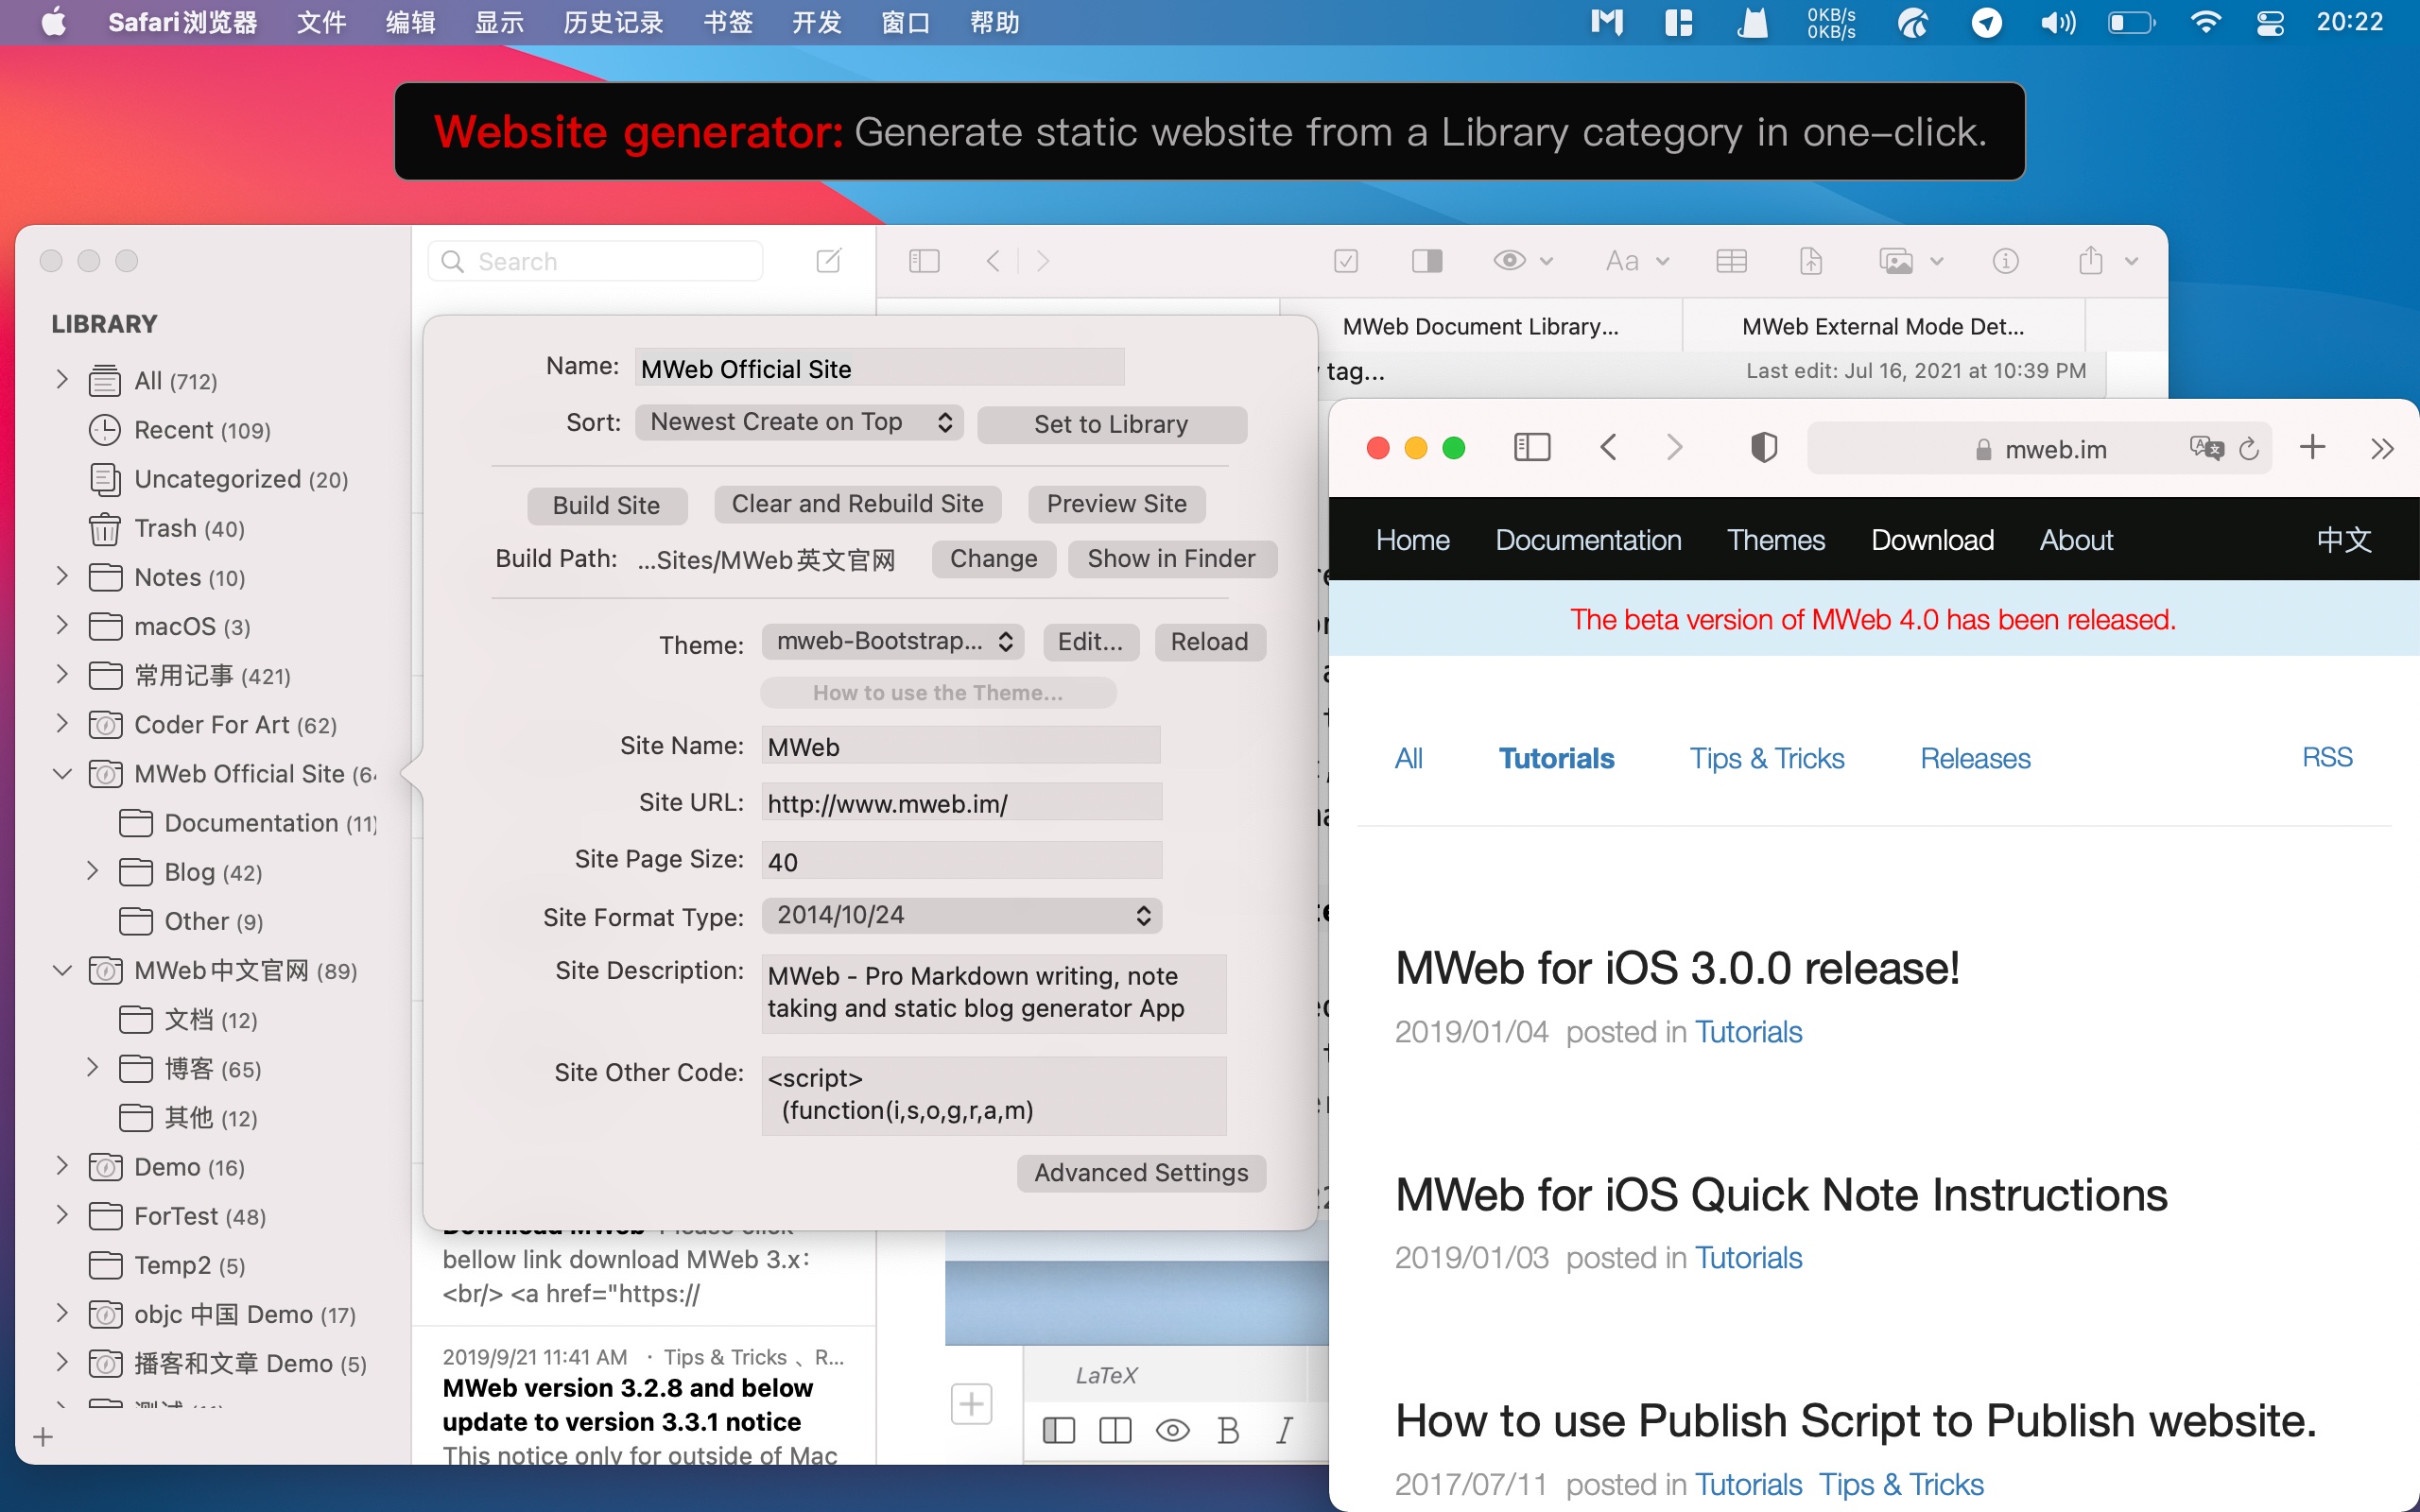 Safari浏览器 文件 编辑 显示 历史记录 书签 开发 窗口 帮助
0KB/s
0KB/s
20:22
Website generator: Generate static website from a Library category in one-click.
Search
LIBRARY
All (712)
Recent (109)
Uncategorized (20)
Trash (40)
Notes (10)
macOS (3)
常用记事 (421)
Coder For Art (62)
MWeb Official Site
Documentation (11)
Blog (42)
Other (9)
MWeb中文官网 (89)
文档 (12)
博客 (65)
其他 (12)
Demo (16)
ForTest (48)
Temp2 (5)
objc 中国 Demo (17)
播客和文章 Demo (5)
Name: MWeb Official Site
Sort: Newest Create on Top Set to Library
Build Site Clear and Rebuild Site Preview Site
Build Path: ...Sites/MWeb英文官网 Change Show in Finder
Theme: mweb-Bootstrap... Edit... Reload
How to use the Theme...
Site Name: MWeb
Site URL: http://www.mweb.im/
Site Page Size: 40
Site Format Type: 2014/10/24
Site Description: MWeb - Pro Markdown writing, note
taking and static blog generator App
Site Other Code: <script>
(function(i,s,o,g,r,a,m)
Advanced Settings
Download MWeb Please click
bellow link download MWeb 3.x:
<br/> <a href="https://
2019/9/21 11:41 AM · Tips & Tricks 、R...
MWeb version 3.2.8 and below
update to version 3.3.1 notice
This notice only for outside of Mac
Aa
MWeb Document Library... MWeb External Mode Det...
tag... Last edit: Jul 16, 2021 at 10:39 PM
LaTeX
B I
mweb.im
Home Documentation Themes Download About 中文
The beta version of MWeb 4.0 has been released.
All Tutorials Tips & Tricks Releases RSS
MWeb for iOS 3.0.0 release!
2019/01/04 posted in Tutorials
MWeb for iOS Quick Note Instructions
2019/01/03 posted in Tutorials
How to use Publish Script to Publish website.
2017/07/11 posted in Tutorials Tips & Tricks